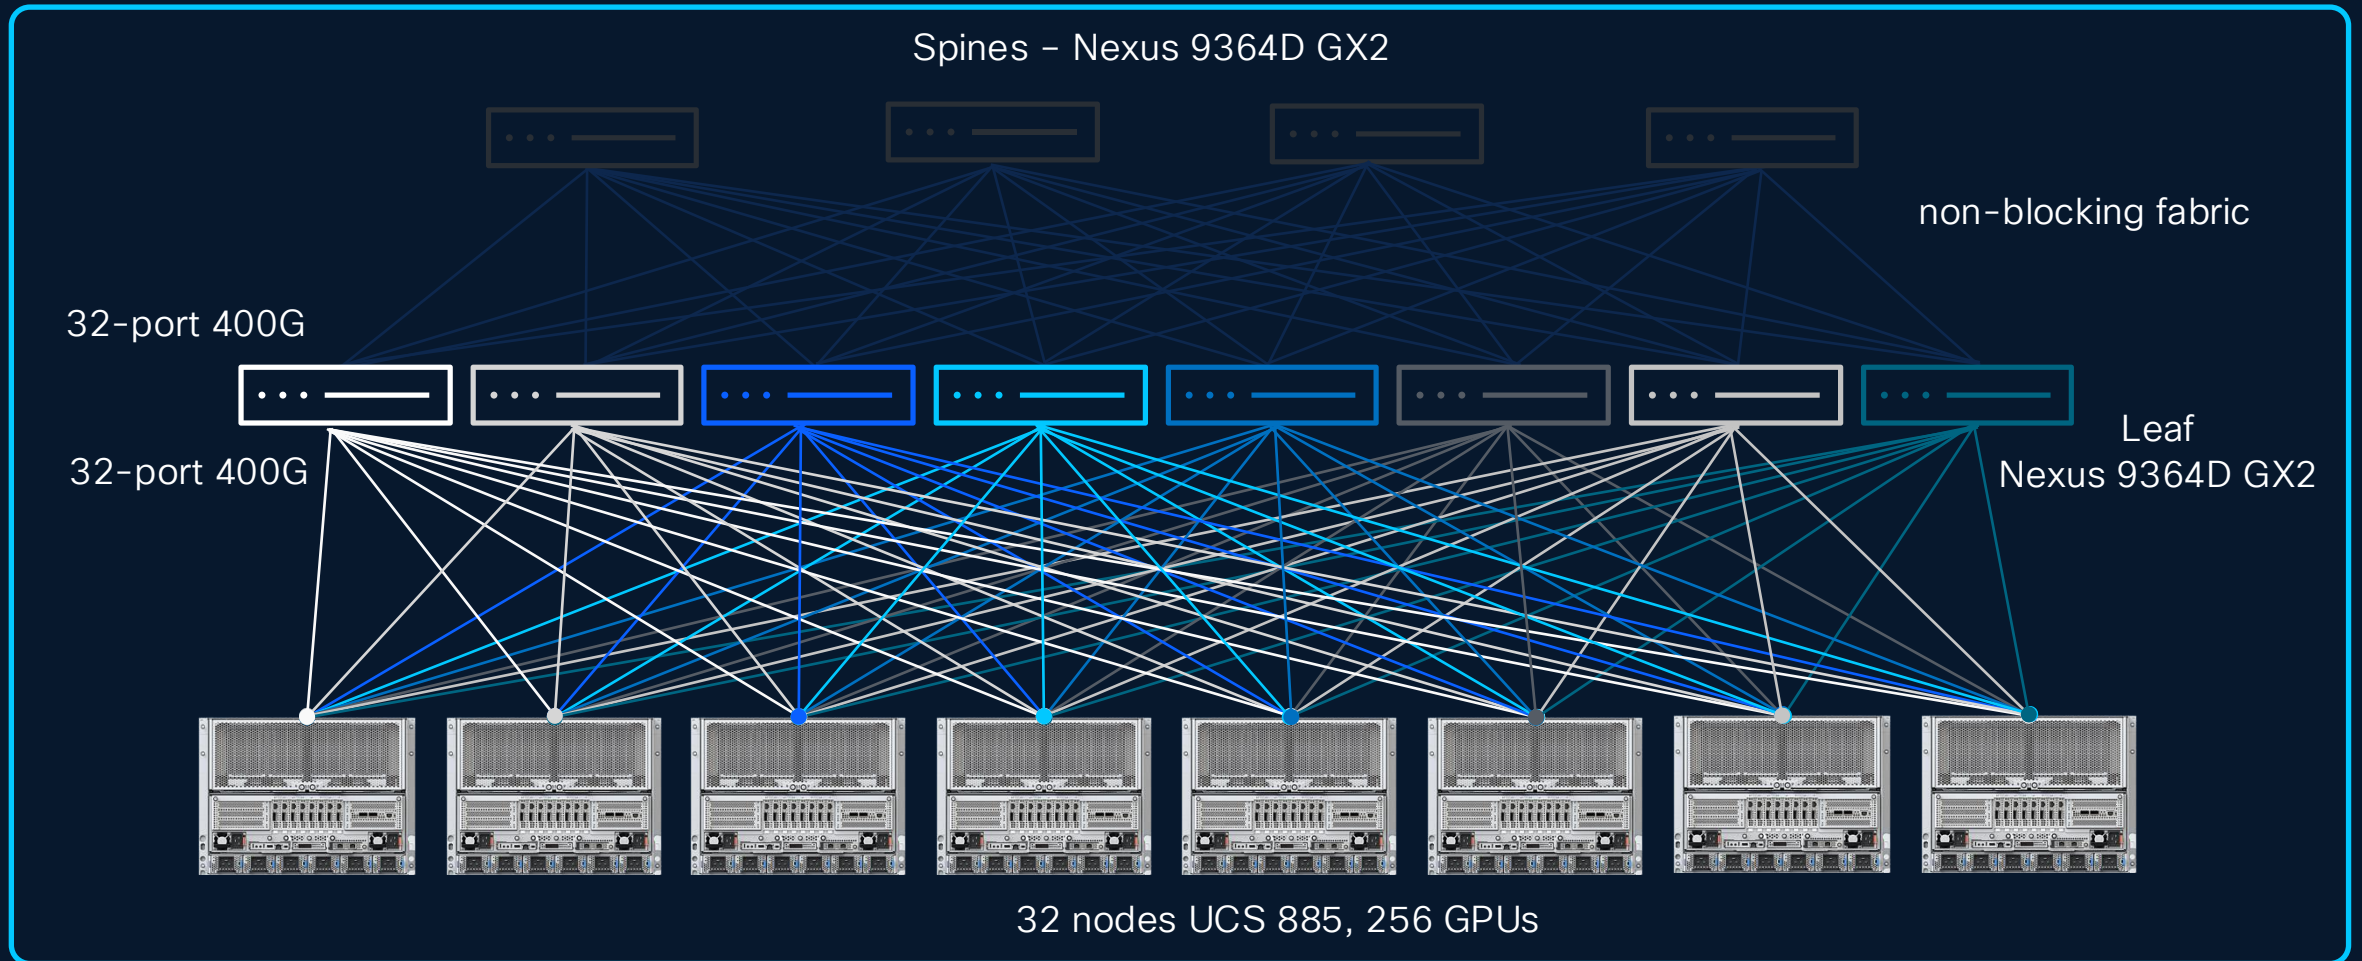 Spines – Nexus 9364D GX2
non-blocking fabric
32-port 400G
32-port 400G
Leaf
Nexus 9364D GX2
32 nodes UCS 885, 256 GPUs